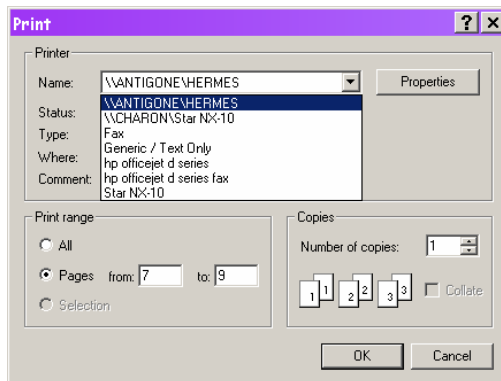 Print
? X
Printer
Name: \\ANTIGONE\HERMES Properties
\\ANTIGONE\HERMES
Status: \\CHARON\Star NX-10
Type: Fax
Generic / Text Only
Where: hp officejet d series
Comment: hp officejet d series fax
Star NX-10
Print range Copies
All Number of copies: 1
Pages from: 7 to: 9
1 1 2 2 3 3 Collate
Selection
OK Cancel